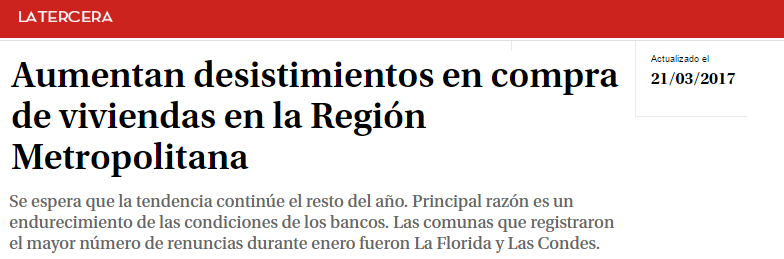 LA TERCERA
Aumentan desistimientos en compra
de viviendas en la Región
Metropolitana
Actualizado el
21/03/2017
Se espera que la tendencia continúe el resto del año. Principal razón es un
endurecimiento de las condiciones de los bancos. Las comunas que registraron
el mayor número de renuncias durante enero fueron La Florida y Las Condes.